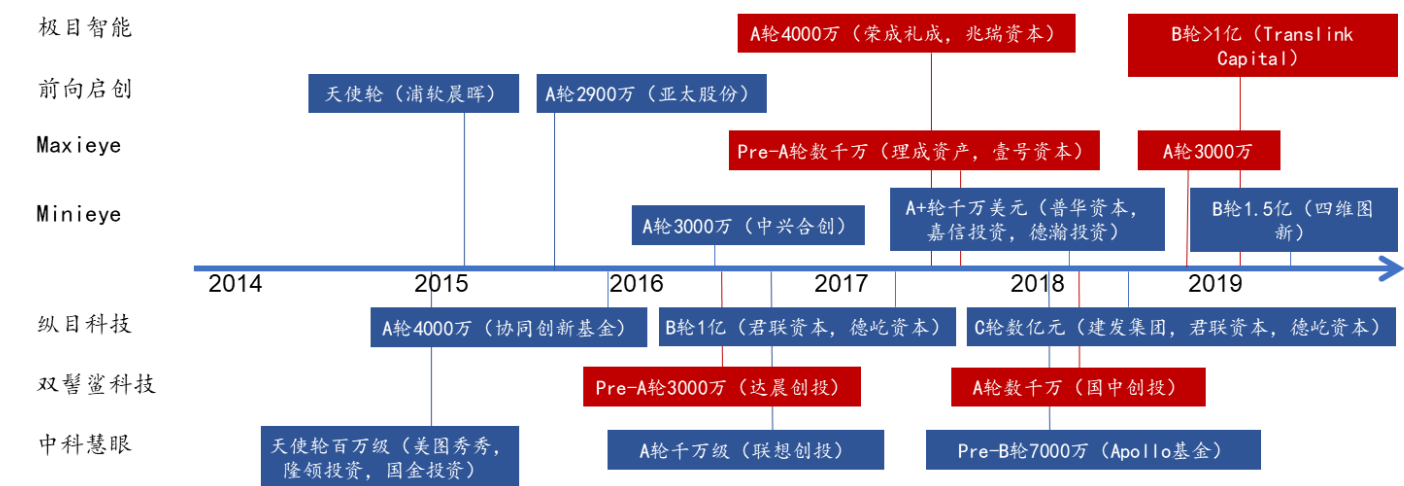 极目智能
A轮4000万（荣成礼成，兆瑞资本）
B轮>1亿（Translink
Capital）
前向启创
天使轮（浦软晨晖）
A轮2900万（亚太股份）
Maxieye
Pre-A轮数千万（理成资产，壹号资本）
A轮3000万
Minieye
A轮3000万（中兴合创）
A+轮千万美元（普华资本，
嘉信投资，德瀚投资）
B轮1.5亿（四维图
新）
2014
2015
2016
2017
2018
2019
纵目科技
A轮4000万（协同创新基金）
B轮1亿（君联资本，德屹资本）
C轮数亿元（建发集团，君联资本，德屹资本）
双髻鲨科技
Pre-A轮3000万（达晨创投）
A轮数千万（国中创投）
中科慧眼
天使轮百万级（美图秀秀，
隆领投资，国金投资）
A轮千万级（联想创投）
Pre-B轮7000万（Apollo基金）